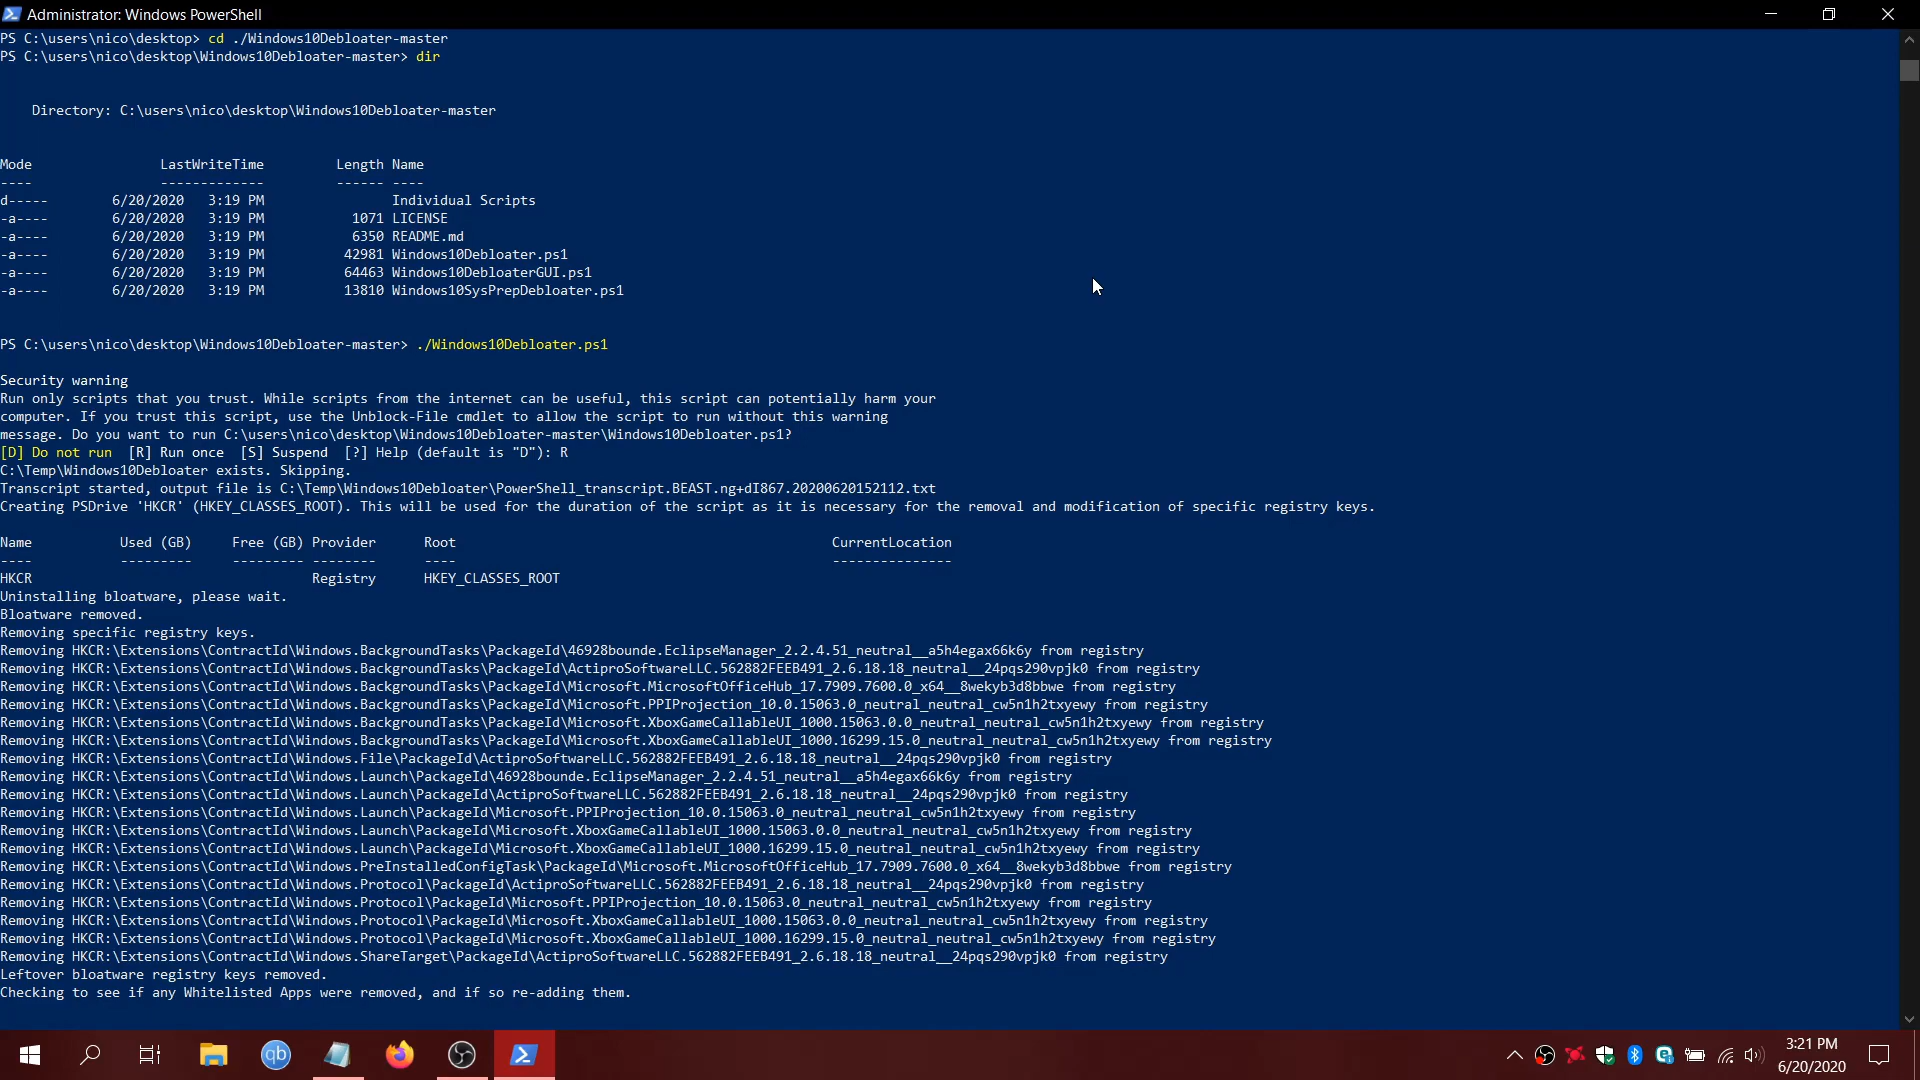 Administrator: Windows PowerShell
PS C:\users\nico\desktop> cd ./Windows10Debloater-master
PS C:\users\nico\desktop\Windows10Debloater-master> dir
Directory: C:\users\nico\desktop\Windows10Debloater-master
Mode LastWriteTime Length Name
---- ------------- ------ ----
d----- 6/20/2020 3:19 PM Individual Scripts
-a---- 6/20/2020 3:19 PM 1071 LICENSE
-a---- 6/20/2020 3:19 PM 6350 README.md
-a---- 6/20/2020 3:19 PM 42981 Windows10Debloater.ps1
-a---- 6/20/2020 3:19 PM 64463 Windows10DebloaterGUI.ps1
-a---- 6/20/2020 3:19 PM 13810 Windows10SysPrepDebloater.ps1
PS C:\users\nico\desktop\Windows10Debloater-master> ./Windows10Debloater.ps1
Security warning
Run only scripts that you trust. While scripts from the internet can be useful, this script can potentially harm your
computer. If you trust this script, use the Unblock-File cmdlet to allow the script to run without this warning
message. Do you want to run C:\users\nico\desktop\Windows10Debloater-master\Windows10Debloater.ps1?
[D] Do not run [R] Run once [S] Suspend [?] Help (default is "D"): R
C:\Temp\Windows10Debloater exists. Skipping.
Transcript started, output file is C:\Temp\Windows10Debloater\PowerShell_transcript.BEAST.ng+dI867.20200620152112.txt
Creating PSDrive 'HKCR' (HKEY_CLASSES_ROOT). This will be used for the duration of the script as it is necessary for the removal and modification of specific registry keys.
Name Used (GB) Free (GB) Provider Root CurrentLocation
---- --------- --------- -------- ---- ---------------
HKCR Registry HKEY_CLASSES_ROOT
Uninstalling bloatware, please wait.
Bloatware removed.
Removing specific registry keys.
Removing HKCR:\Extensions\ContractId\Windows.BackgroundTasks\PackageId\46928bounde.EclipseManager_2.2.4.51_neutral__a5h4egax66k6y from registry
Removing HKCR:\Extensions\ContractId\Windows.BackgroundTasks\PackageId\ActiproSoftwareLLC.562882FEEB491_2.6.18.18_neutral__24pqs290vpjk0 from registry
Removing HKCR:\Extensions\ContractId\Windows.BackgroundTasks\PackageId\Microsoft.MicrosoftOfficeHub_17.7909.7600.0_x64__8wekyb3d8bbwe from registry
Removing HKCR:\Extensions\ContractId\Windows.BackgroundTasks\PackageId\Microsoft.PPIProjection_10.0.15063.0_neutral_neutral_cw5n1h2txyewy from registry
Removing HKCR:\Extensions\ContractId\Windows.BackgroundTasks\PackageId\Microsoft.XboxGameCallableUI_1000.15063.0.0_neutral_neutral_cw5n1h2txyewy from registry
Removing HKCR:\Extensions\ContractId\Windows.BackgroundTasks\PackageId\Microsoft.XboxGameCallableUI_1000.16299.15.0_neutral_neutral_cw5n1h2txyewy from registry
Removing HKCR:\Extensions\ContractId\Windows.File\PackageId\ActiproSoftwareLLC.562882FEEB491_2.6.18.18_neutral__24pqs290vpjk0 from registry
Removing HKCR:\Extensions\ContractId\Windows.Launch\PackageId\46928bounde.EclipseManager_2.2.4.51_neutral__a5h4egax66k6y from registry
Removing HKCR:\Extensions\ContractId\Windows.Launch\PackageId\ActiproSoftwareLLC.562882FEEB491_2.6.18.18_neutral__24pqs290vpjk0 from registry
Removing HKCR:\Extensions\ContractId\Windows.Launch\PackageId\Microsoft.PPIProjection_10.0.15063.0_neutral_neutral_cw5n1h2txyewy from registry
Removing HKCR:\Extensions\ContractId\Windows.Launch\PackageId\Microsoft.XboxGameCallableUI_1000.15063.0.0_neutral_neutral_cw5n1h2txyewy from registry
Removing HKCR:\Extensions\ContractId\Windows.Launch\PackageId\Microsoft.XboxGameCallableUI_1000.16299.15.0_neutral_neutral_cw5n1h2txyewy from registry
Removing HKCR:\Extensions\ContractId\Windows.PreInstalledConfigTask\PackageId\Microsoft.MicrosoftOfficeHub_17.7909.7600.0_x64__8wekyb3d8bbwe from registry
Removing HKCR:\Extensions\ContractId\Windows.Protocol\PackageId\ActiproSoftwareLLC.562882FEEB491_2.6.18.18_neutral__24pqs290vpjk0 from registry
Removing HKCR:\Extensions\ContractId\Windows.Protocol\PackageId\Microsoft.PPIProjection_10.0.15063.0_neutral_neutral_cw5n1h2txyewy from registry
Removing HKCR:\Extensions\ContractId\Windows.Protocol\PackageId\Microsoft.XboxGameCallableUI_1000.15063.0.0_neutral_neutral_cw5n1h2txyewy from registry
Removing HKCR:\Extensions\ContractId\Windows.Protocol\PackageId\Microsoft.XboxGameCallableUI_1000.16299.15.0_neutral_neutral_cw5n1h2txyewy from registry
Removing HKCR:\Extensions\ContractId\Windows.ShareTarget\PackageId\ActiproSoftwareLLC.562882FEEB491_2.6.18.18_neutral__24pqs290vpjk0 from registry
Leftover bloatware registry keys removed.
Checking to see if any Whitelisted Apps were removed, and if so re-adding them.
qb
3:21 PM
6/20/2020